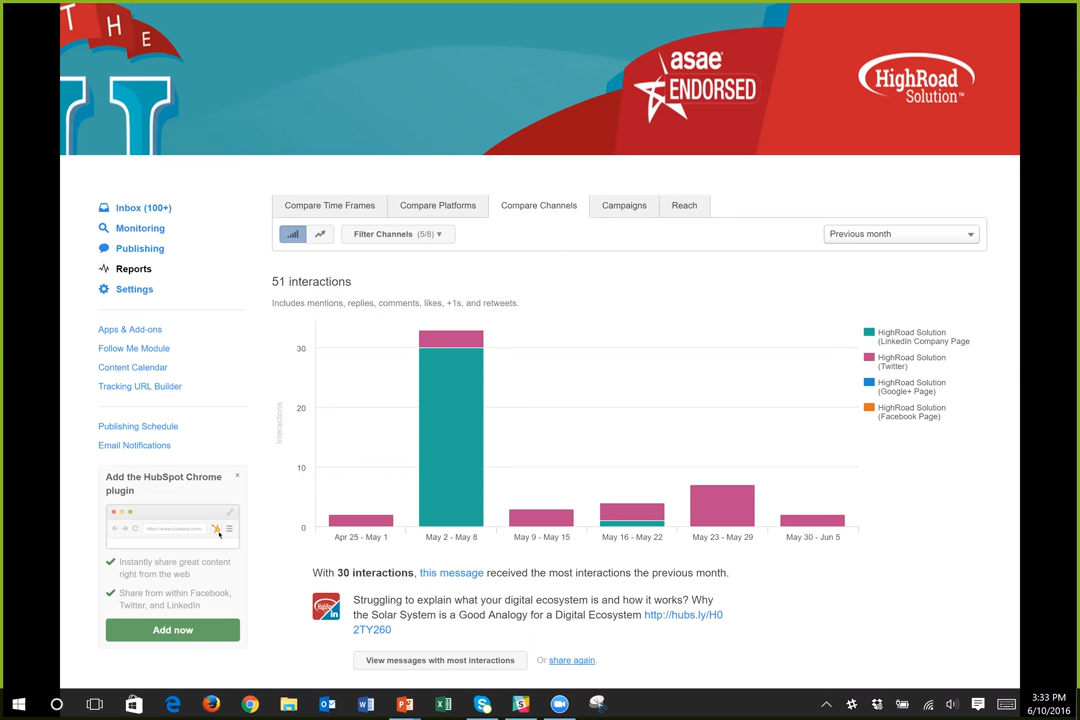 THE
U
asae
ENDORSED
HighRoad
Solution™
Inbox (100+)
Monitoring
Publishing
Reports
Settings
Apps & Add-ons
Follow Me Module
Content Calendar
Tracking URL Builder
Publishing Schedule
Email Notifications
Add the HubSpot Chrome
plugin
×
http://www.hubspot.com
Instantly share great content
right from the web
Share from within Facebook,
Twitter, and LinkedIn
Add now
Compare Time Frames
Compare Platforms
Compare Channels
Campaigns
Reach
Filter Channels (5/8) ▼
Previous month
51 interactions
Includes mentions, replies, comments, likes, +1s, and retweets.
Interactions
30
20
10
0
Apr 25 - May 1
May 2 - May 8
May 9 - May 15
May 16 - May 22
May 23 - May 29
May 30 - Jun 5
HighRoad Solution
(LinkedIn Company Page
HighRoad Solution
(Twitter)
HighRoad Solution
(Google+ Page)
HighRoad Solution
(Facebook Page)
With 30 interactions, this message received the most interactions the previous month.
HighRoad
in
Struggling to explain what your digital ecosystem is and how it works? Why
the Solar System is a Good Analogy for a Digital Ecosystem http://hubs.ly/H0
2TY260
View messages with most interactions
Or share again.
3:33 PM
6/10/2016